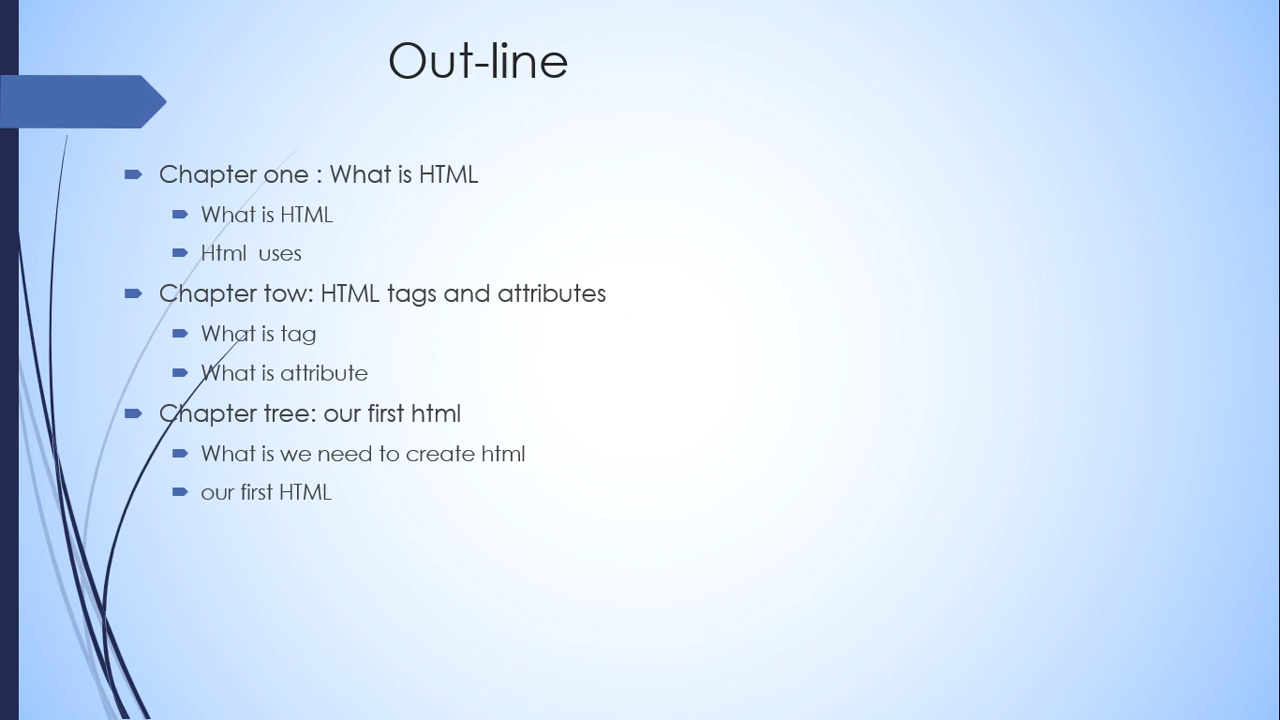 Out-line
Chapter one : What is HTML
What is HTML
Html  uses
Chapter tow: HTML tags and attributes
What is tag
What is attribute
Chapter tree: our first html
What is we need to create html
our first HTML